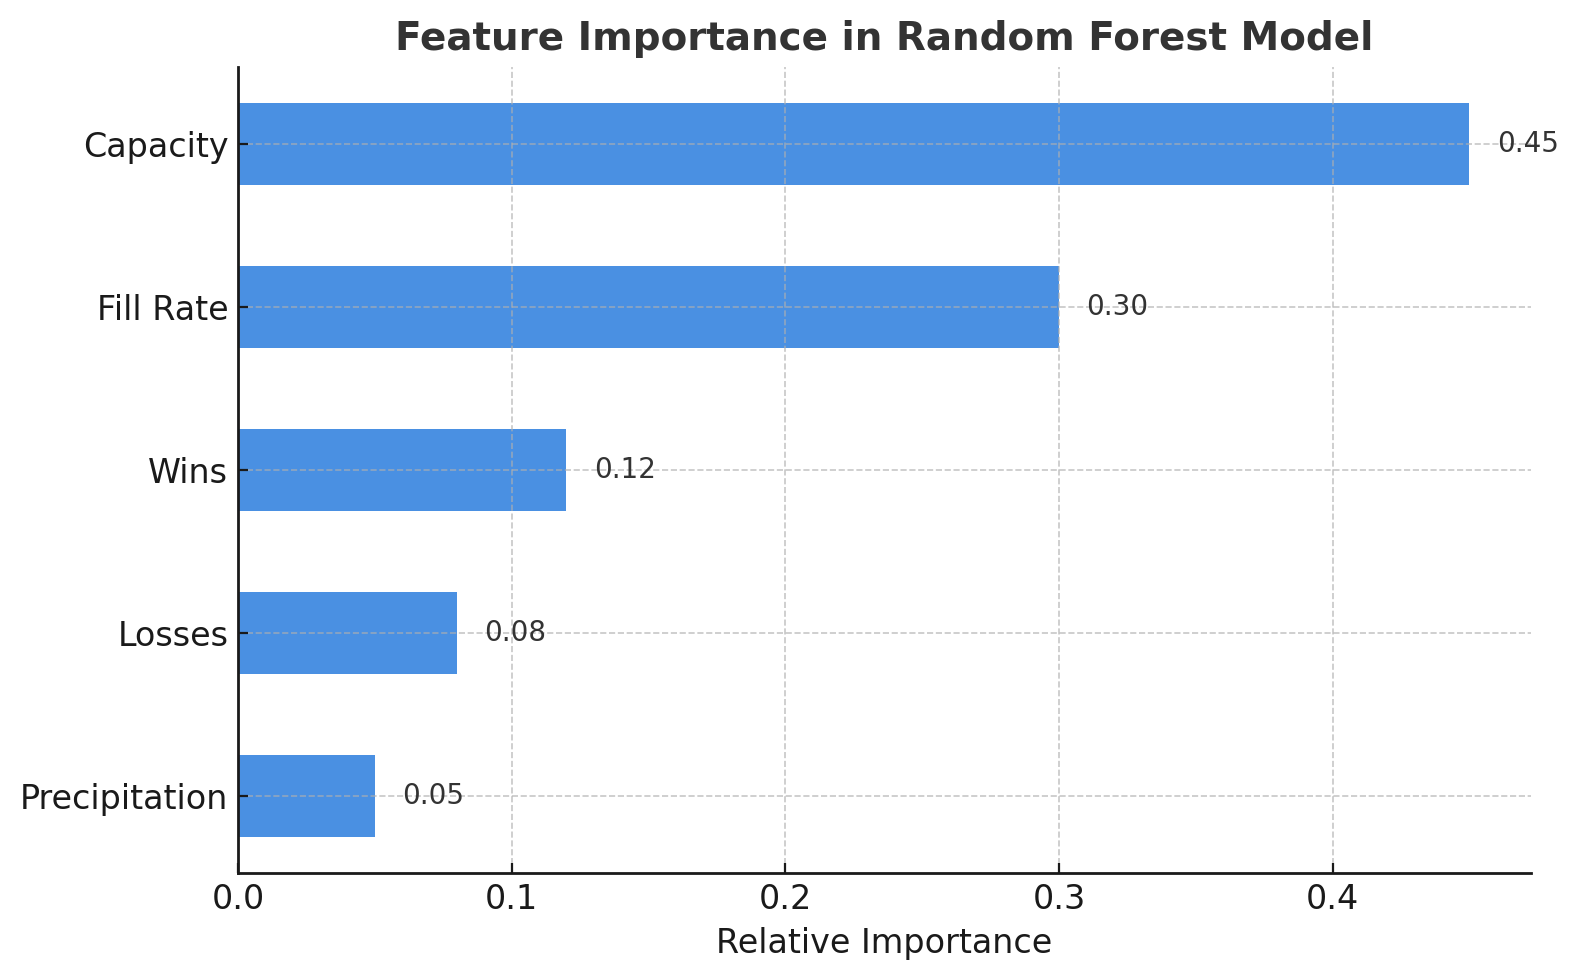 Feature Importance in Random Forest Model
Capacity
0.45
Fill Rate
0.30
Wins
0.12
Losses
0.08
Precipitation
0.05
0.0 0.1 0.2 0.3 0.4
Relative Importance